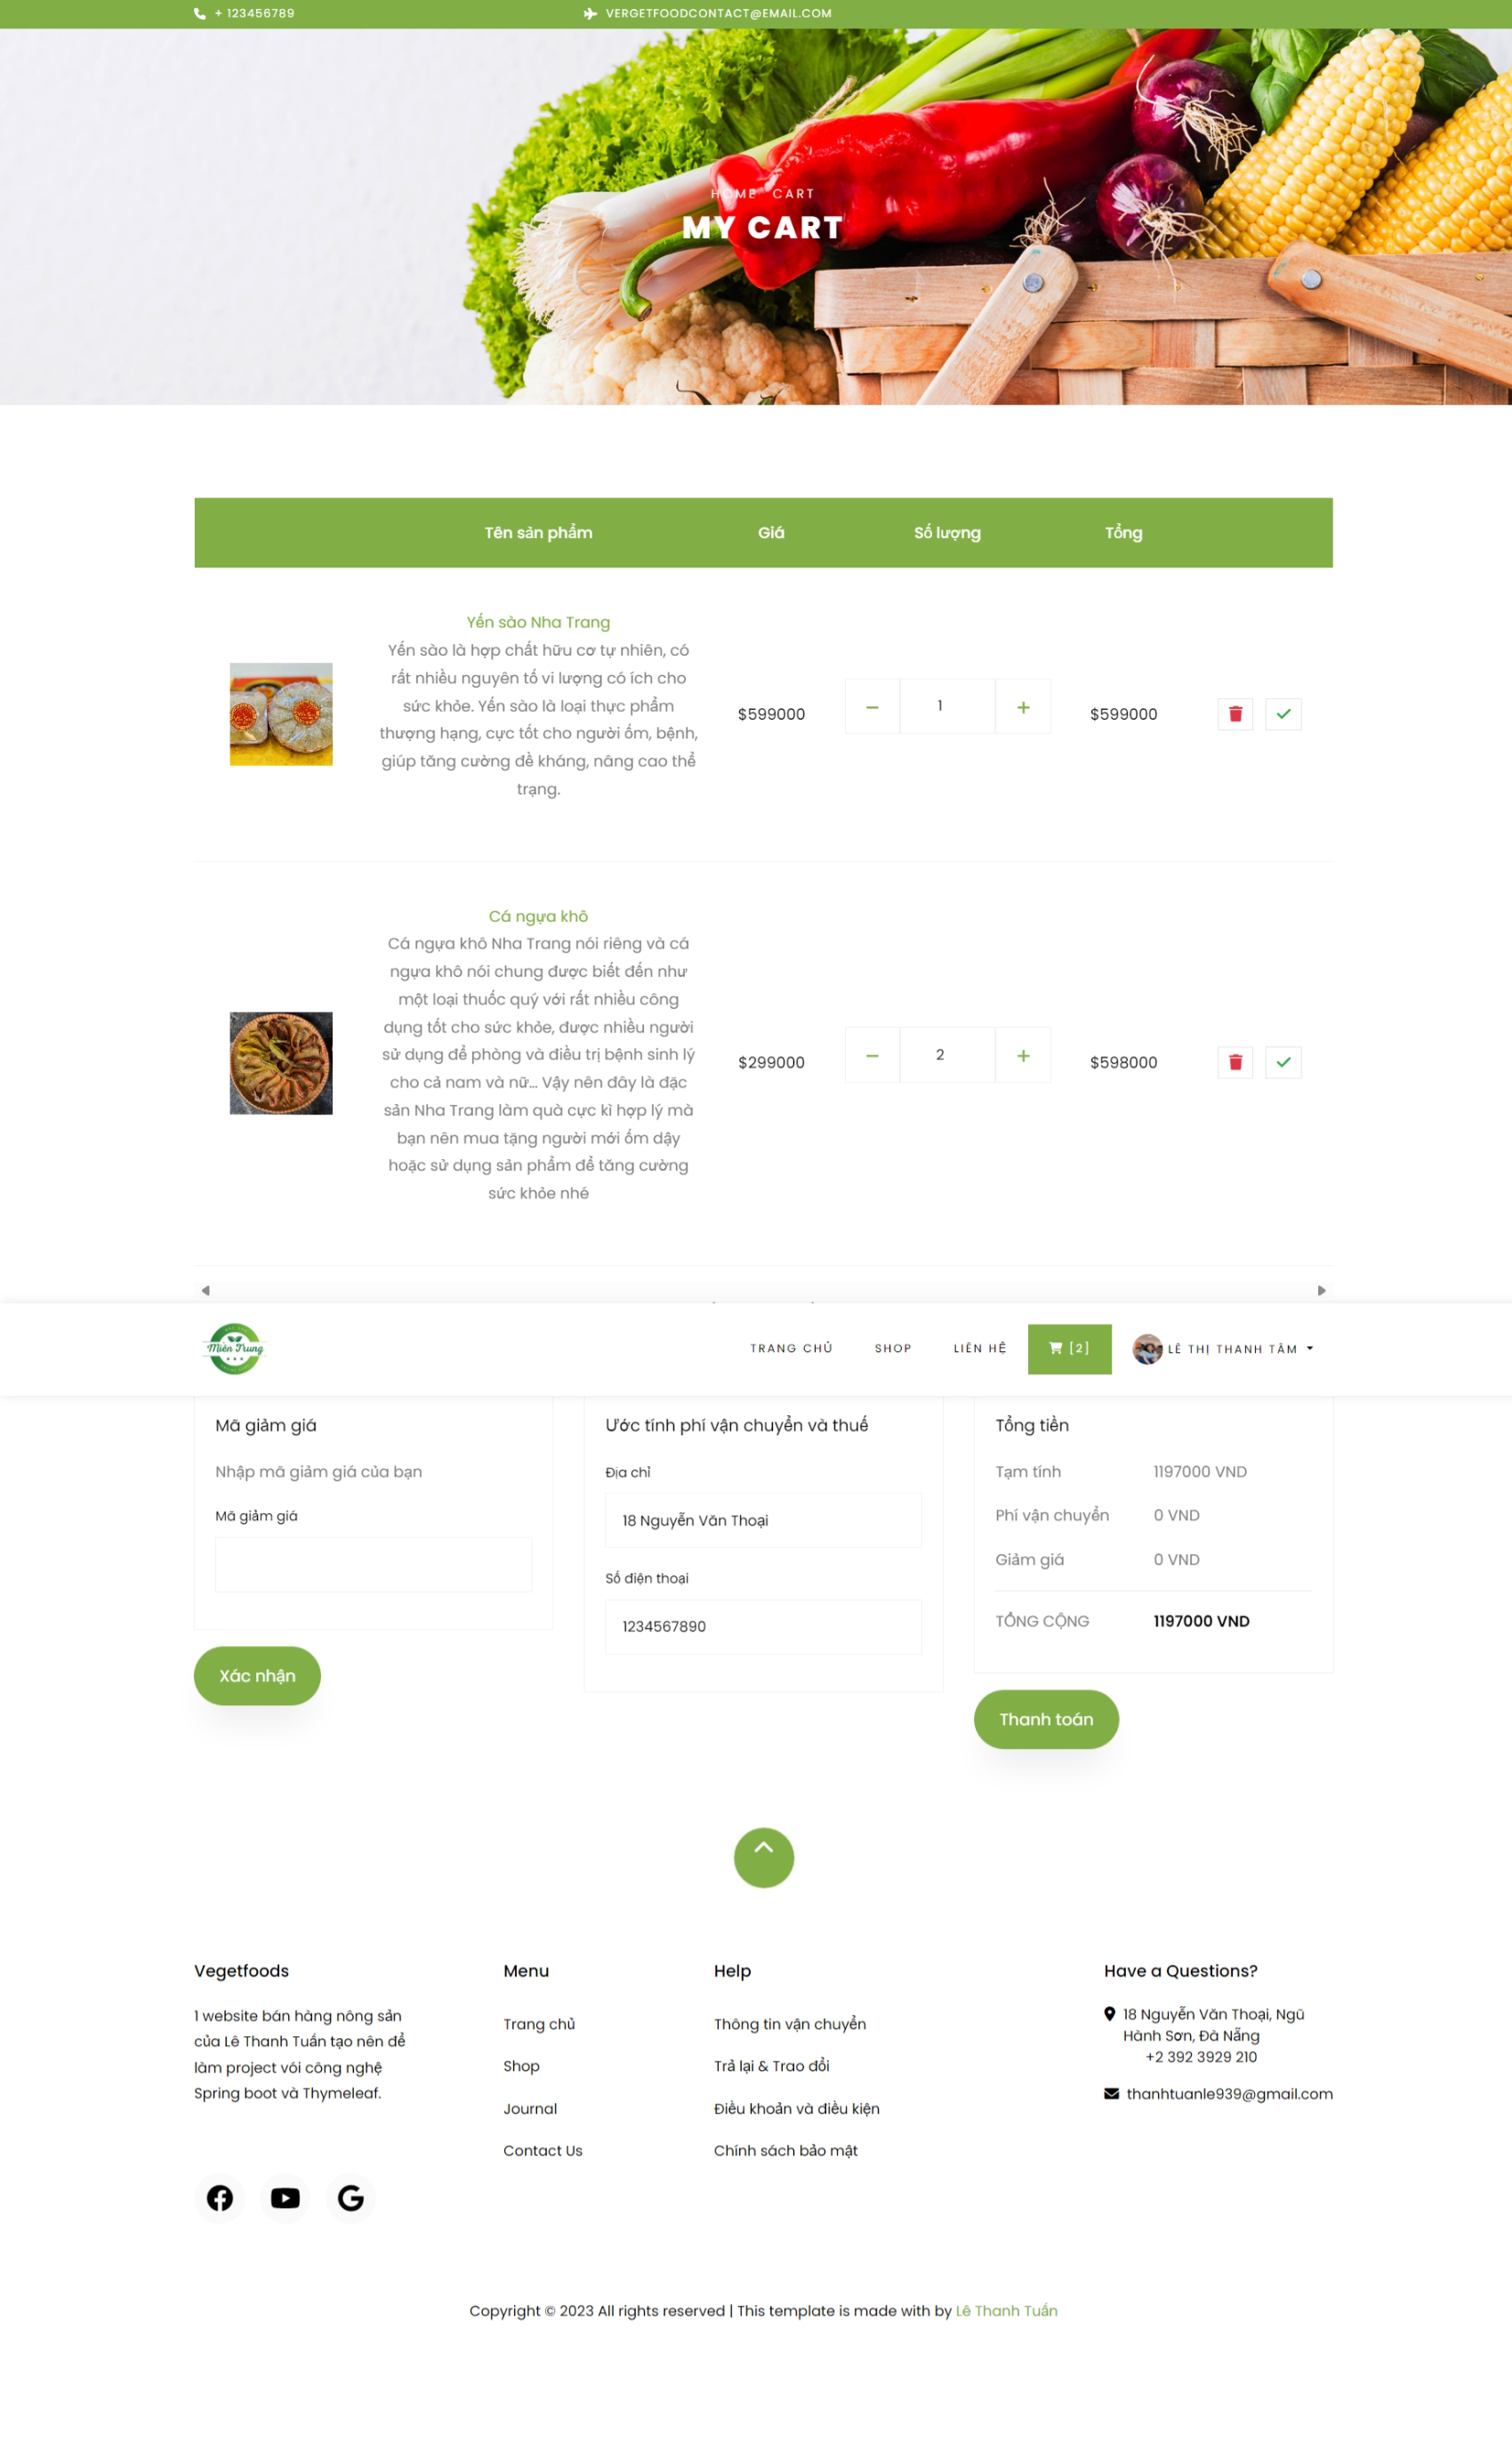 + 123456789
VERGETFOODCONTACT@EMAIL.COM
HOME CART
MY CART
Tên sản phẩm Giá Số lượng Tổng
Yến sào Nha Trang
Yến sào là hợp chất hữu cơ tự nhiên, có
rất nhiều nguyên tố vi lượng có ích cho
sức khỏe. Yến sào là loại thực phẩm
thượng hạng, cực tốt cho người ốm, bệnh,
giúp tăng cường đề kháng, nâng cao thể
trạng.
$599000 − 1 + $599000
Cá ngựa khô
Cá ngựa khô Nha Trang nói riêng và cá
ngựa khô nói chung được biết đến như
một loại thuốc quý với rất nhiều công
dụng tốt cho sức khỏe, được nhiều người
sử dụng để phòng và điều trị bệnh sinh lý
cho cả nam và nữ... Vậy nên đây là đặc
sản Nha Trang làm quà cực kì hợp lý mà
bạn nên mua tặng người mới ốm dậy
hoặc sử dụng sản phẩm để tăng cường
sức khỏe nhé
$299000 − 2 + $598000
Miền Trung
TRANG CHỦ SHOP LIÊN HỆ [2] LÊ THỊ THANH TÂM
Mã giảm giá
Nhập mã giảm giá của bạn
Mã giảm giá
Xác nhận
Ước tính phí vận chuyển và thuế
Địa chỉ
18 Nguyễn Văn Thoại
Số điện thoại
1234567890
Tổng tiền
Tạm tính 1197000 VND
Phí vận chuyển 0 VND
Giảm giá 0 VND
TỔNG CỘNG 1197000 VND
Thanh toán
Vegetfoods
1 website bán hàng nông sản
của Lê Thanh Tuấn tạo nên để
làm project vói công nghệ
Spring boot và Thymeleaf.
Menu
Trang chủ
Shop
Journal
Contact Us
Help
Thông tin vận chuyển
Trả lại & Trao đổi
Điều khoản và điều kiện
Chính sách bảo mật
Have a Questions?
18 Nguyễn Văn Thoại, Ngũ
Hành Sơn, Đà Nẵng
+2 392 3929 210
thanhtuanle939@gmail.com
Copyright © 2023 All rights reserved | This template is made with by Lê Thanh Tuấn